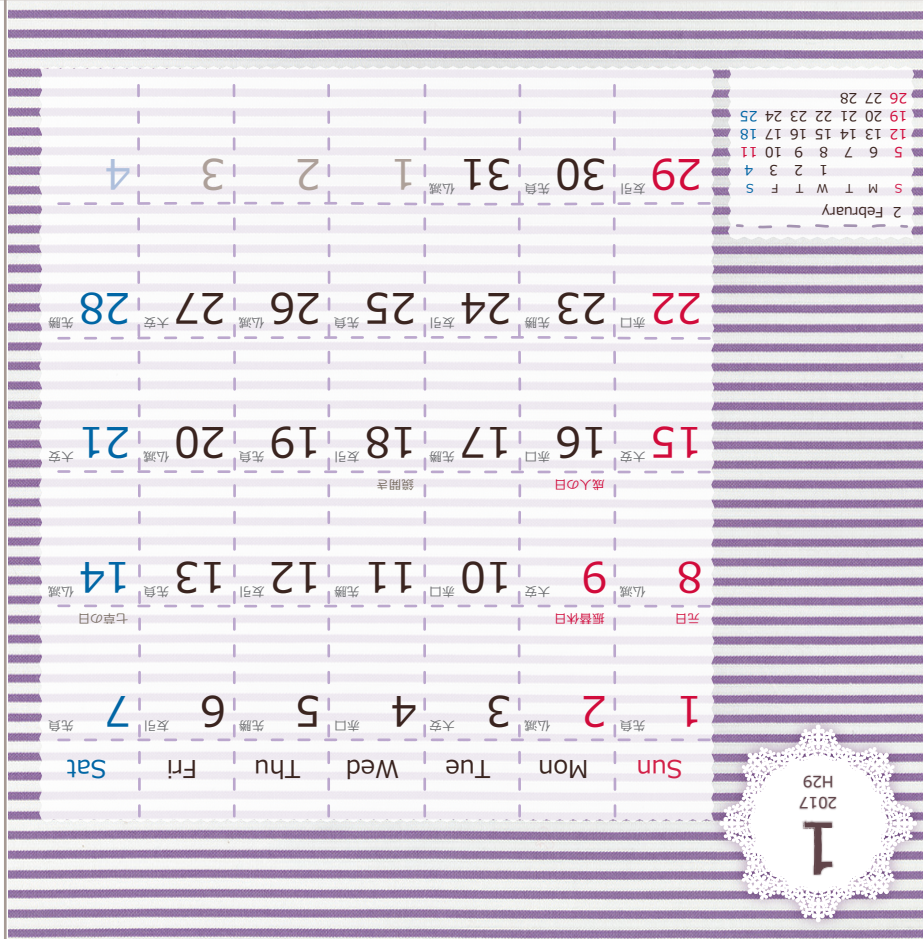 1
2017
H29
Sun Mon Tue Wed Thu Fri Sat
1 先負 2 仏滅 3 大安 4 赤口 5 先勝 6 友引 7 先負
元日 振替休日 七草の日
8 仏滅 9 大安 10 赤口 11 先勝 12 友引 13 先負 14 仏滅
成人の日 鏡開き
15 大安 16 赤口 17 先勝 18 友引 19 先負 20 仏滅 21 大安
22 赤口 23 先勝 24 友引 25 先負 26 仏滅 27 大安 28 先勝
29 友引 30 先負 31 仏滅 1 2 3 4
2 February
S M T W T F S
1 2 3 4
5 6 7 8 9 10 11
12 13 14 15 16 17 18
19 20 21 22 23 24 25
26 27 28